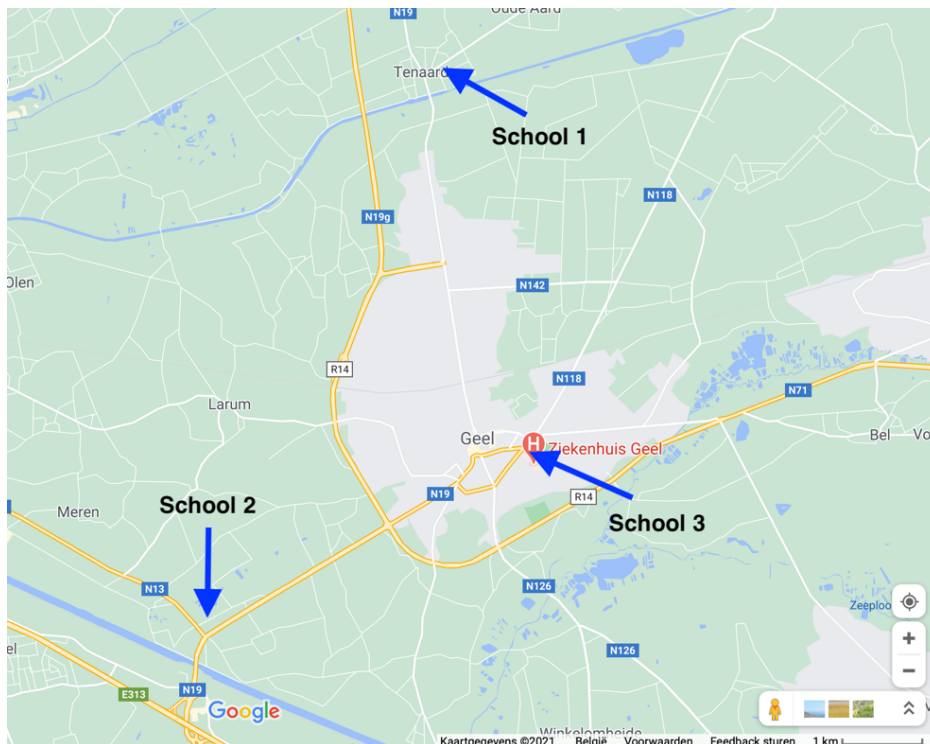 N19
Oude Aard
Tenaard
School 1
N118
N19g
Olen
N142
R14
N118
N71
Larum
Geel
H
Ziekenhuis Geel
Bel
N19
R14
School 2
Meren
School 3
N13
N126
Zeeploo
N126
E313
N19
Google
Winkelomheide
Kaartgegevens ©2021 België Voorwaarden Feedback sturen 1 km